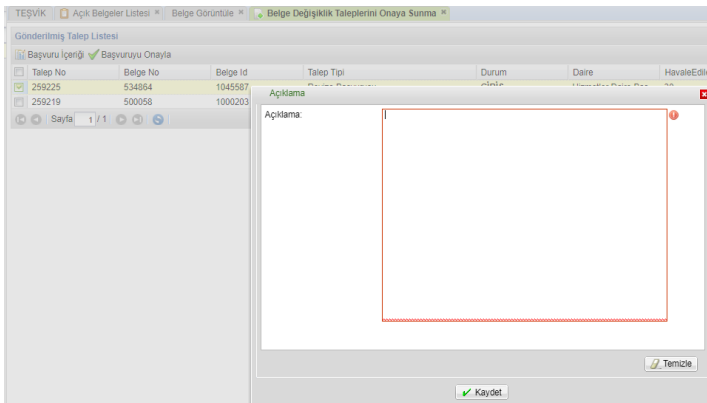 TEŞVİK Açık Belgeler Listesi Belge Görüntüle Belge Değişiklik Taleplerini Onaya Sunma
Gönderilmiş Talep Listesi
Başvuru İçeriği Başvuruyu Onayla
Talep No Belge No Belge Id Talep Tipi Durum Daire HavaleEdile
259225 534864 1045587
259219 500058 1000203
Sayfa 1 / 1
Açıklama
Açıklama:
Temizle
Kaydet